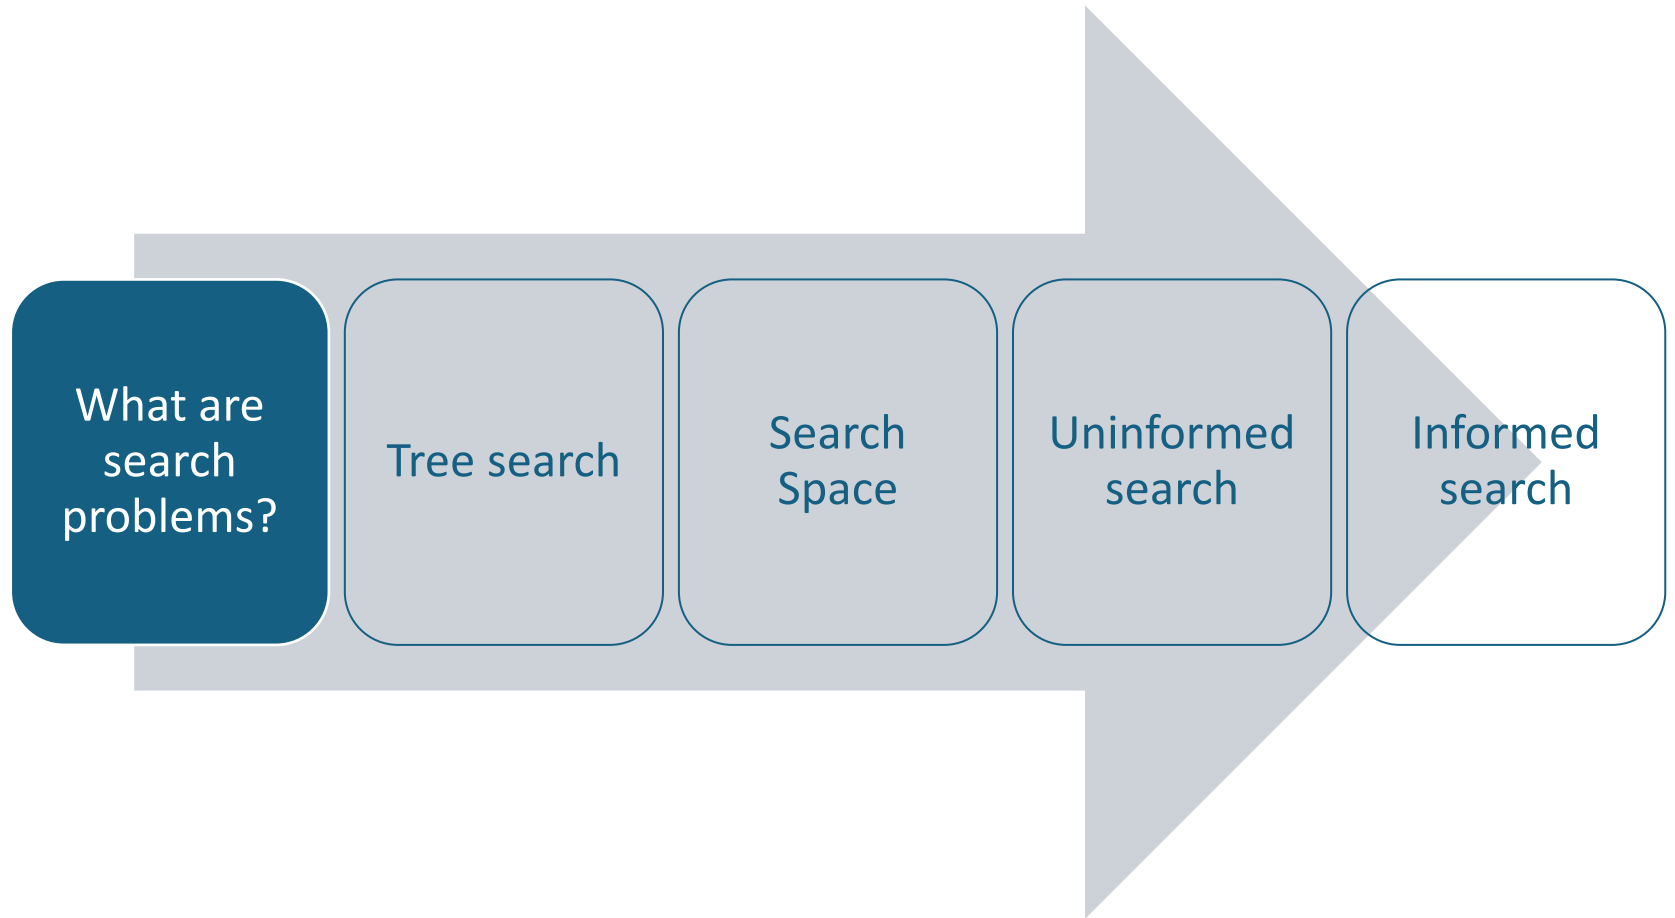 What are
search
problems?
Tree search
Search
Space
Uninformed
search
Informed
search